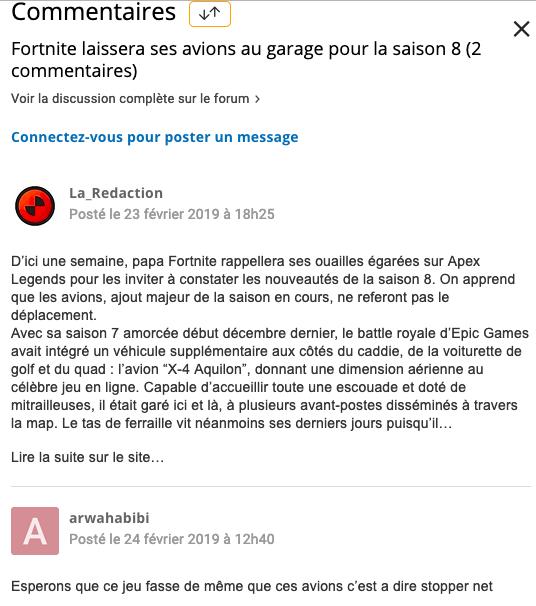 Commentaires
Fortnite laissera ses avions au garage pour la saison 8 (2
commentaires)
Voir la discussion complète sur le forum >
Connectez-vous pour poster un message
La_Redaction
Posté le 23 février 2019 à 18h25
D’ici une semaine, papa Fortnite rappellera ses ouailles égarées sur Apex
Legends pour les inviter à constater les nouveautés de la saison 8. On apprend
que les avions, ajout majeur de la saison en cours, ne referont pas le
déplacement.
Avec sa saison 7 amorcée début décembre dernier, le battle royale d’Epic Games
avait intégré un véhicule supplémentaire aux côtés du caddie, de la voiturette de
golf et du quad : l’avion “X-4 Aquilon”, donnant une dimension aérienne au
célèbre jeu en ligne. Capable d’accueillir toute une escouade et doté de
mitrailleuses, il était garé ici et là, à plusieurs avant-postes disséminés à travers
la map. Le tas de ferraille vit néanmoins ses derniers jours puisqu’il…
Lire la suite sur le site…
A
arwahabibi
Posté le 24 février 2019 à 12h40
Esperons que ce jeu fasse de même que ces avions c’est a dire stopper net